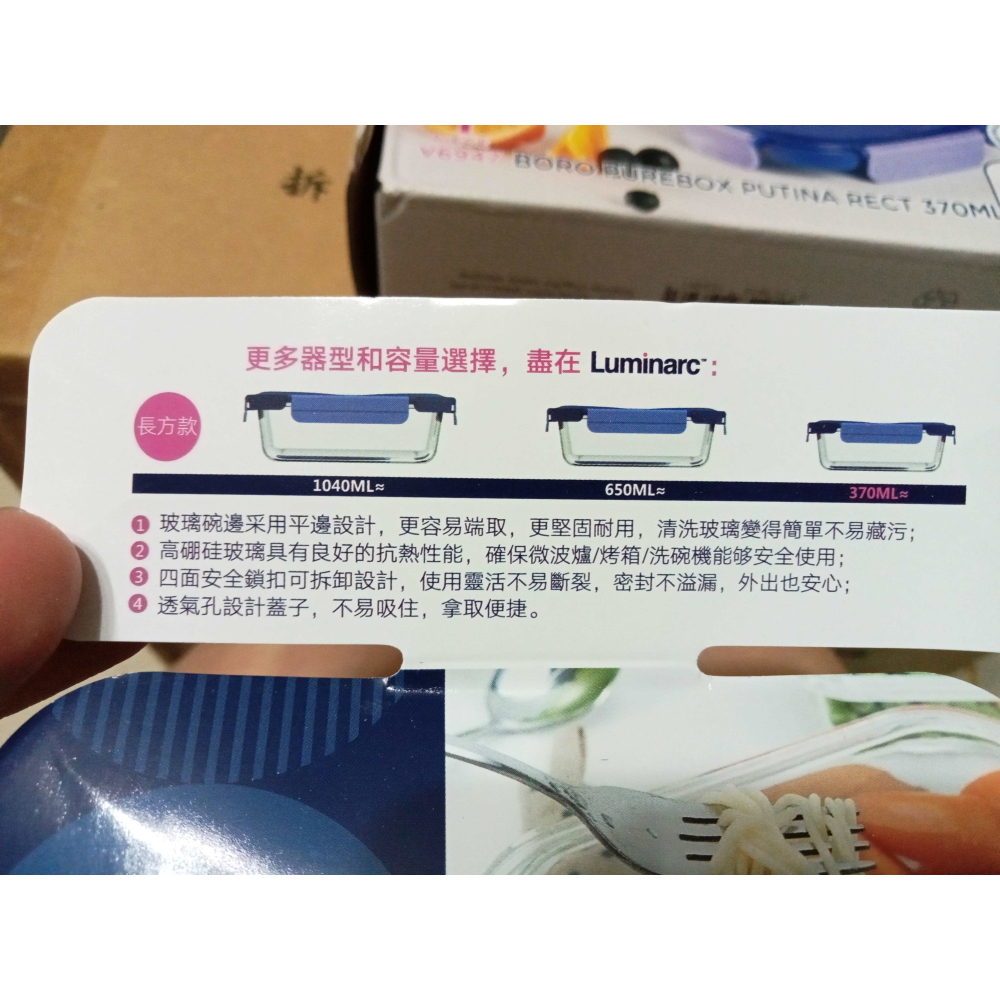 拆
V6947
BORO PUREBOX PUTINA RECT 370ML
更多器型和容量選擇，盡在 Luminarc™：
長方款
1040ML≈ 650ML≈ 370ML≈
1 玻璃碗邊采用平邊設計，更容易端取，更堅固耐用，清洗玻璃變得簡單不易藏污；
2 高硼硅玻璃具有良好的抗熱性能，確保微波爐/烤箱/洗碗機能够安全使用；
3 四面安全鎖扣可拆卸設計，使用靈活不易斷裂，密封不溢漏，外出也安心；
4 透氣孔設計蓋子，不易吸住，拿取便捷。